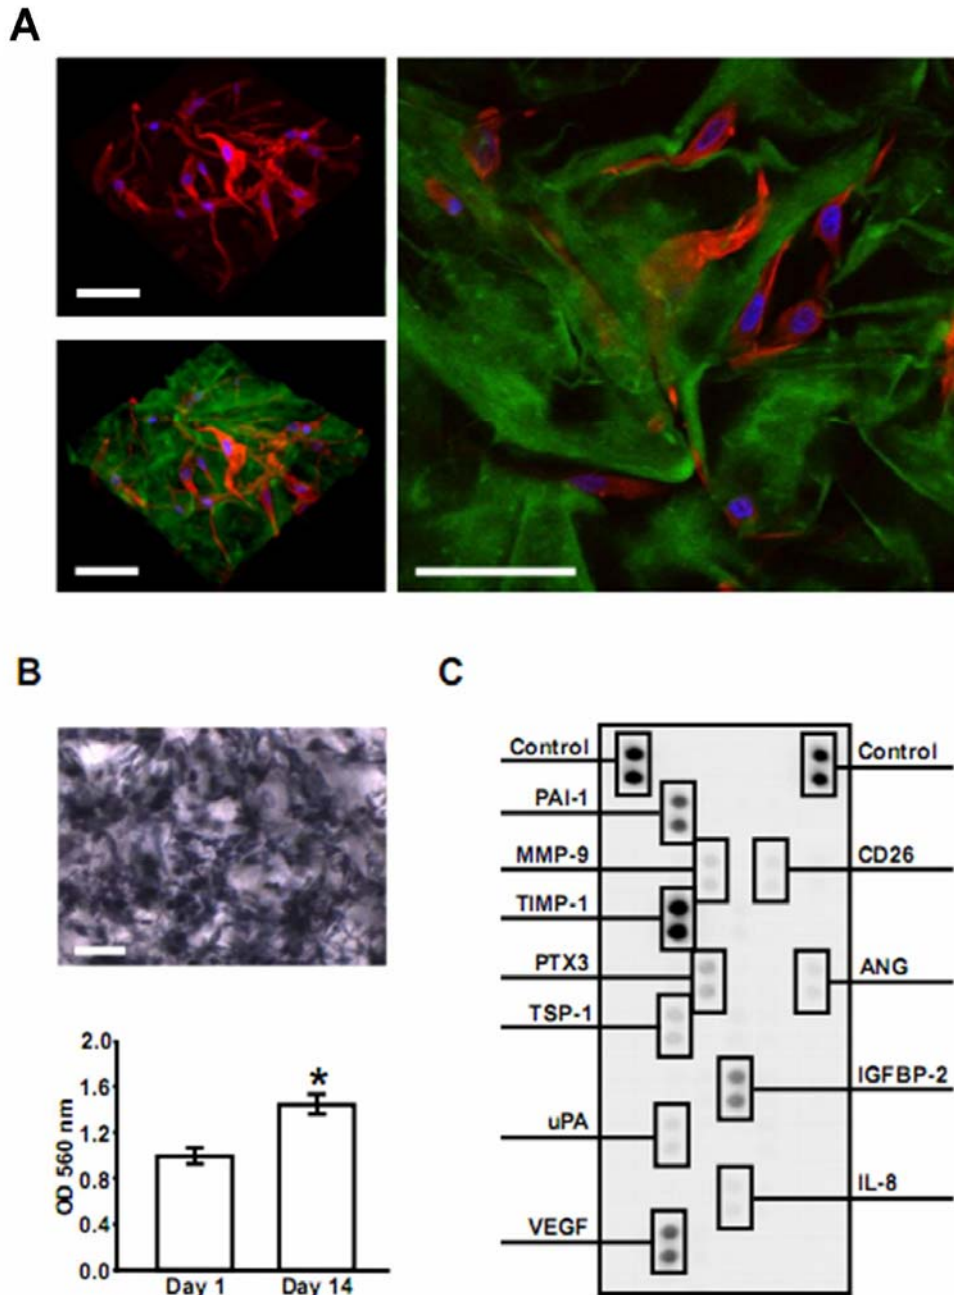 A
B
C
2.0
1.6
1.2
0.8
0.4
0.0
OD 560 nm
*
Day 1
Day 14
Control
PAI-1
MMP-9
TIMP-1
PTX3
TSP-1
uPA
VEGF
Control
CD26
ANG
IGFBP-2
IL-8